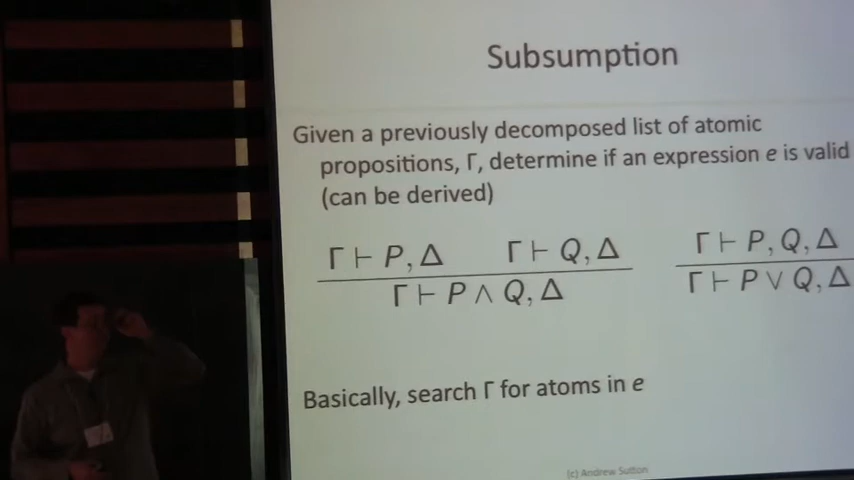 Subsumption
Given a previously decomposed list of atomic
propositions, Γ, determine if an expression e is valid
(can be derived)
Γ ⊢ P, Δ Γ ⊢ Q, Δ
Γ ⊢ P ∧ Q, Δ
Γ ⊢ P, Q, Δ
Γ ⊢ P ∨ Q, Δ
Basically, search Γ for atoms in e
(c) Andrew Sutton